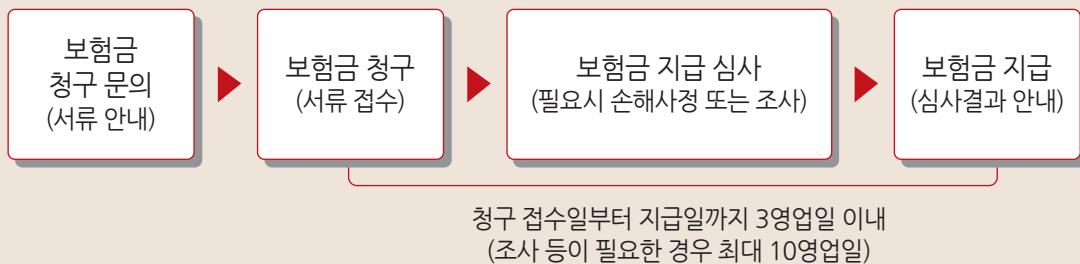 보험금
청구 문의
(서류 안내)
보험금 청구
(서류 접수)
보험금 지급 심사
(필요시 손해사정 또는 조사)
보험금 지급
(심사결과 안내)
청구 접수일부터 지급일까지 3영업일 이내
(조사 등이 필요한 경우 최대 10영업일)